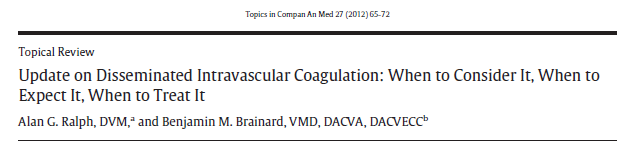 Topics in Compan An Med 27 (2012) 65-72
Topical Review
Update on Disseminated Intravascular Coagulation: When to Consider It, When to
Expect It, When to Treat It
Alan G. Ralph, DVM,ᵃ and Benjamin M. Brainard, VMD, DACVA, DACVECCᵇ